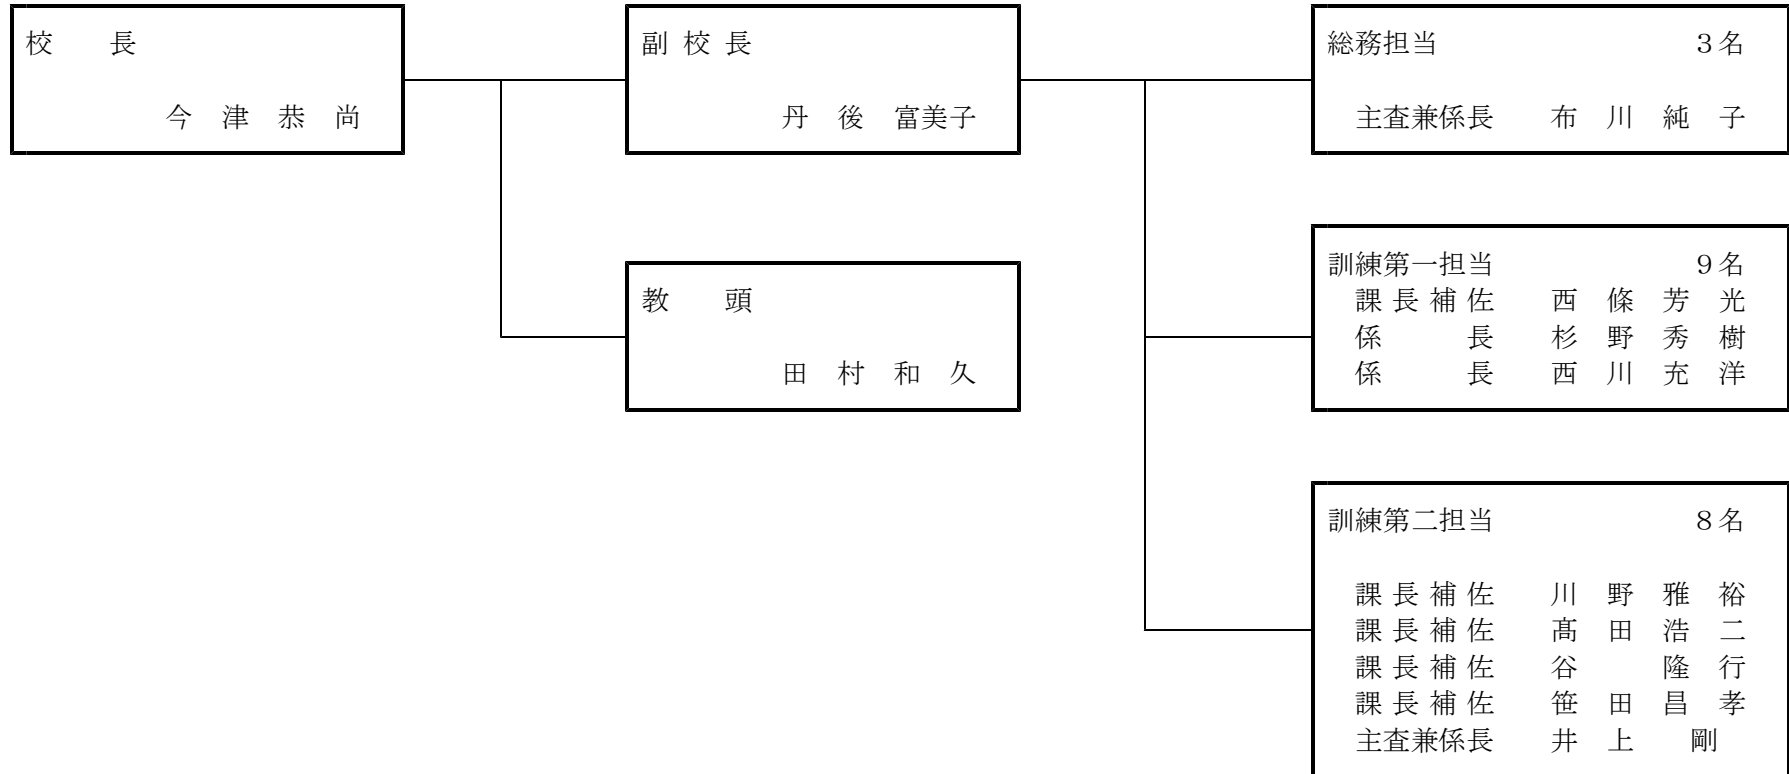 校長
今津恭尚
副校長
丹後 富美子
教頭
田村和久
総務担当 3名
主査兼係長 布川純子
訓練第一担当 9名
課長補佐 西條芳光
係長 杉野秀樹
係長 西川充洋
訓練第二担当 8名
課長補佐 川野雅裕
課長補佐 髙田浩二
課長補佐 谷 隆行
課長補佐 笹田昌孝
主査兼係長 井上 剛